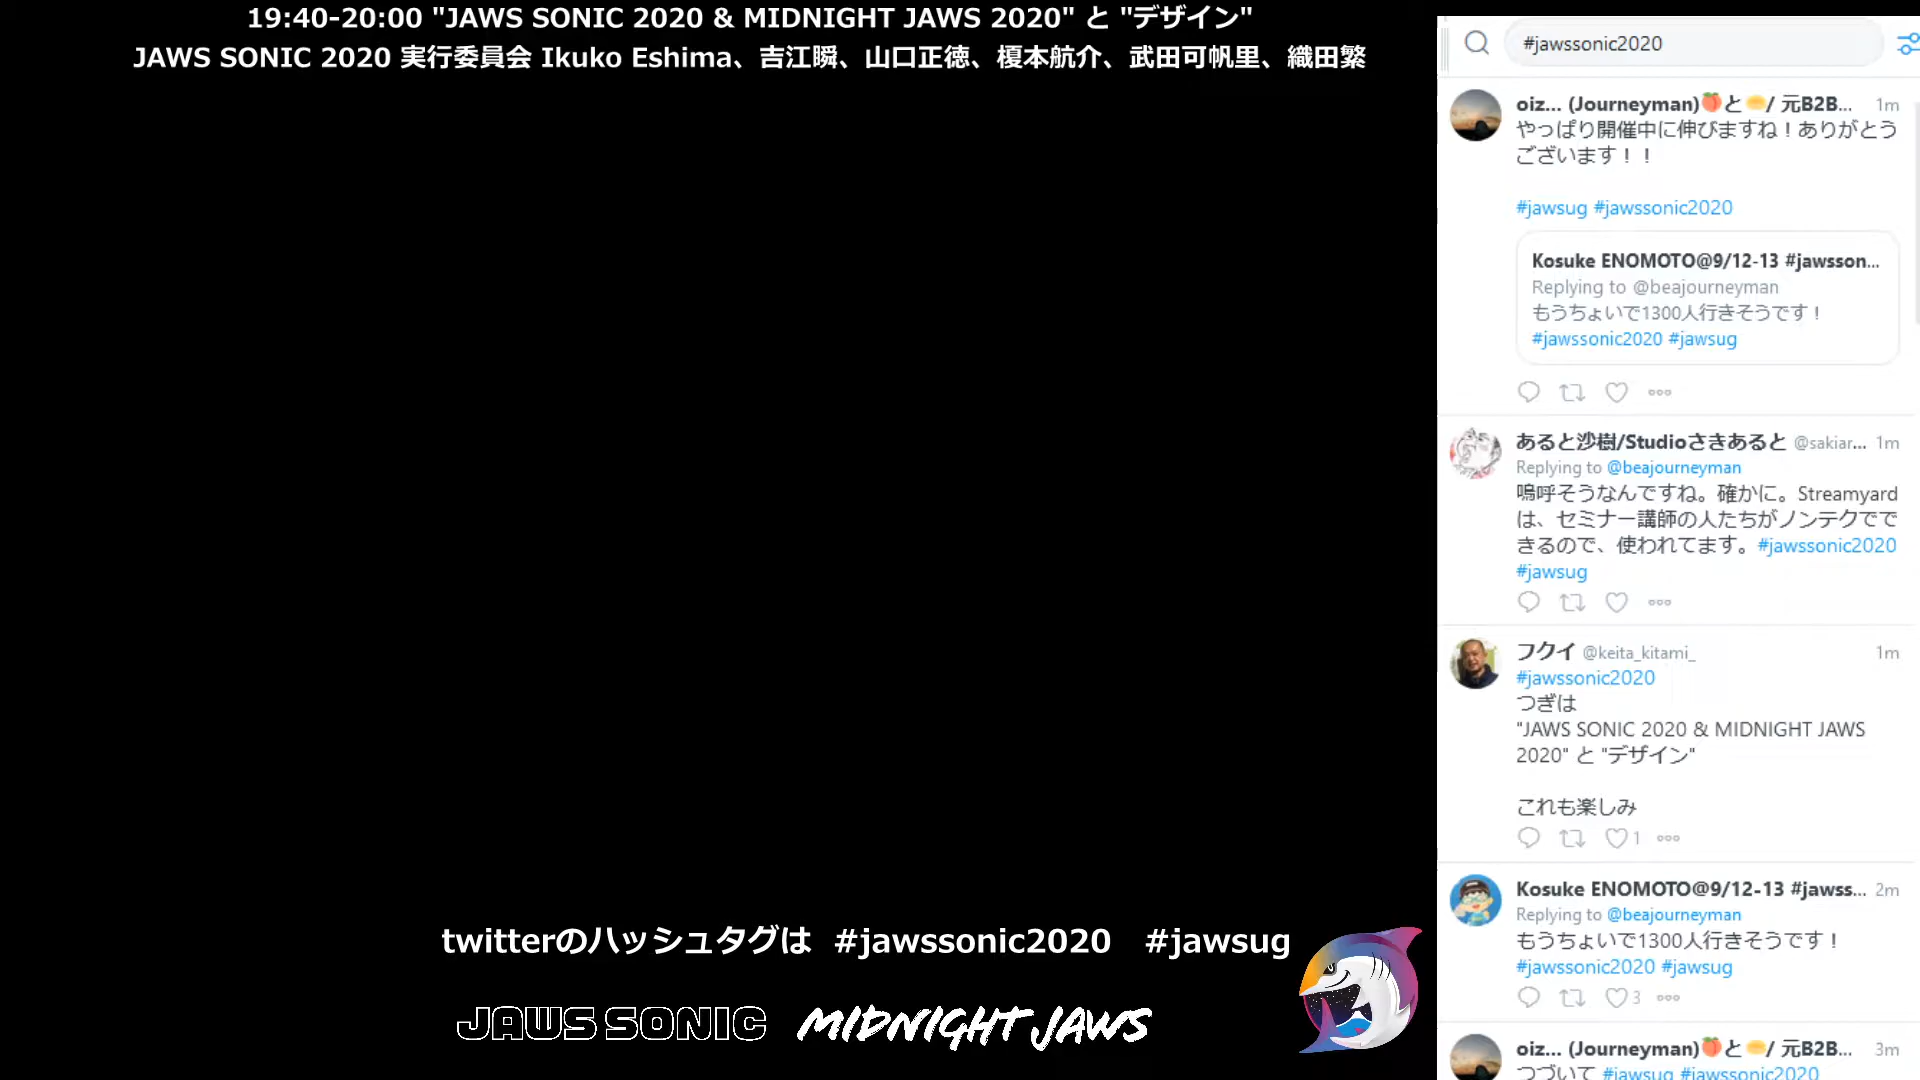 19:40-20:00 "JAWS SONIC 2020 & MIDNIGHT JAWS 2020" と "デザイン"
JAWS SONIC 2020 実行委員会 Ikuko Eshima、吉江瞬、山口正徳、榎本航介、武田可帆里、織田繁
twitterのハッシュタグは #jawssonic2020 #jawsug
JAWS SONIC MIDNIGHT JAWS
#jawssonic2020
oiz... (Journeyman)🍑と🫓/ 元B2B... 1m
やっぱり開催中に伸びますね！ありがとう
ございます！！
#jawsug #jawssonic2020
Kosuke ENOMOTO@9/12-13 #jawsson...
Replying to @beajourneyman
もうちょいで1300人行きそうです！
#jawssonic2020 #jawsug
あると沙樹/Studioさきあると @sakiar... 1m
Replying to @beajourneyman
嗚呼そうなんですね。確かに。Streamyard
は、セミナー講師の人たちがノンテクでで
きるので、使われてます。#jawssonic2020
#jawsug
フクイ @keita_kitami_ 1m
#jawssonic2020
つぎは
"JAWS SONIC 2020 & MIDNIGHT JAWS
2020" と "デザイン"
これも楽しみ
1
Kosuke ENOMOTO@9/12-13 #jawss... 2m
Replying to @beajourneyman
もうちょいで1300人行きそうです！
#jawssonic2020 #jawsug
3
oiz... (Journeyman)🍑と🫓/ 元B2B... 3m
つづいて #jawsug #jawssonic2020